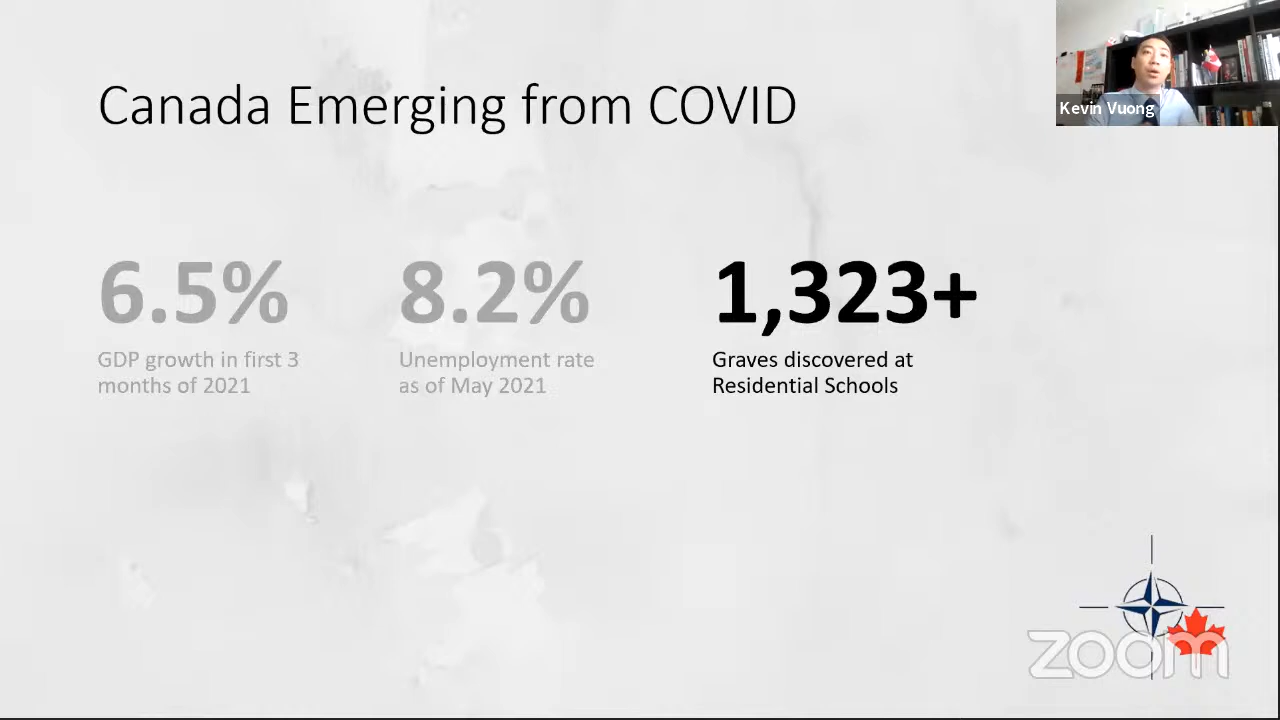 Canada Emerging from COVID
Kevin Vuong
6.5%
GDP growth in first 3
months of 2021
8.2%
Unemployment rate
as of May 2021
1,323+
Graves discovered at
Residential Schools
zoom